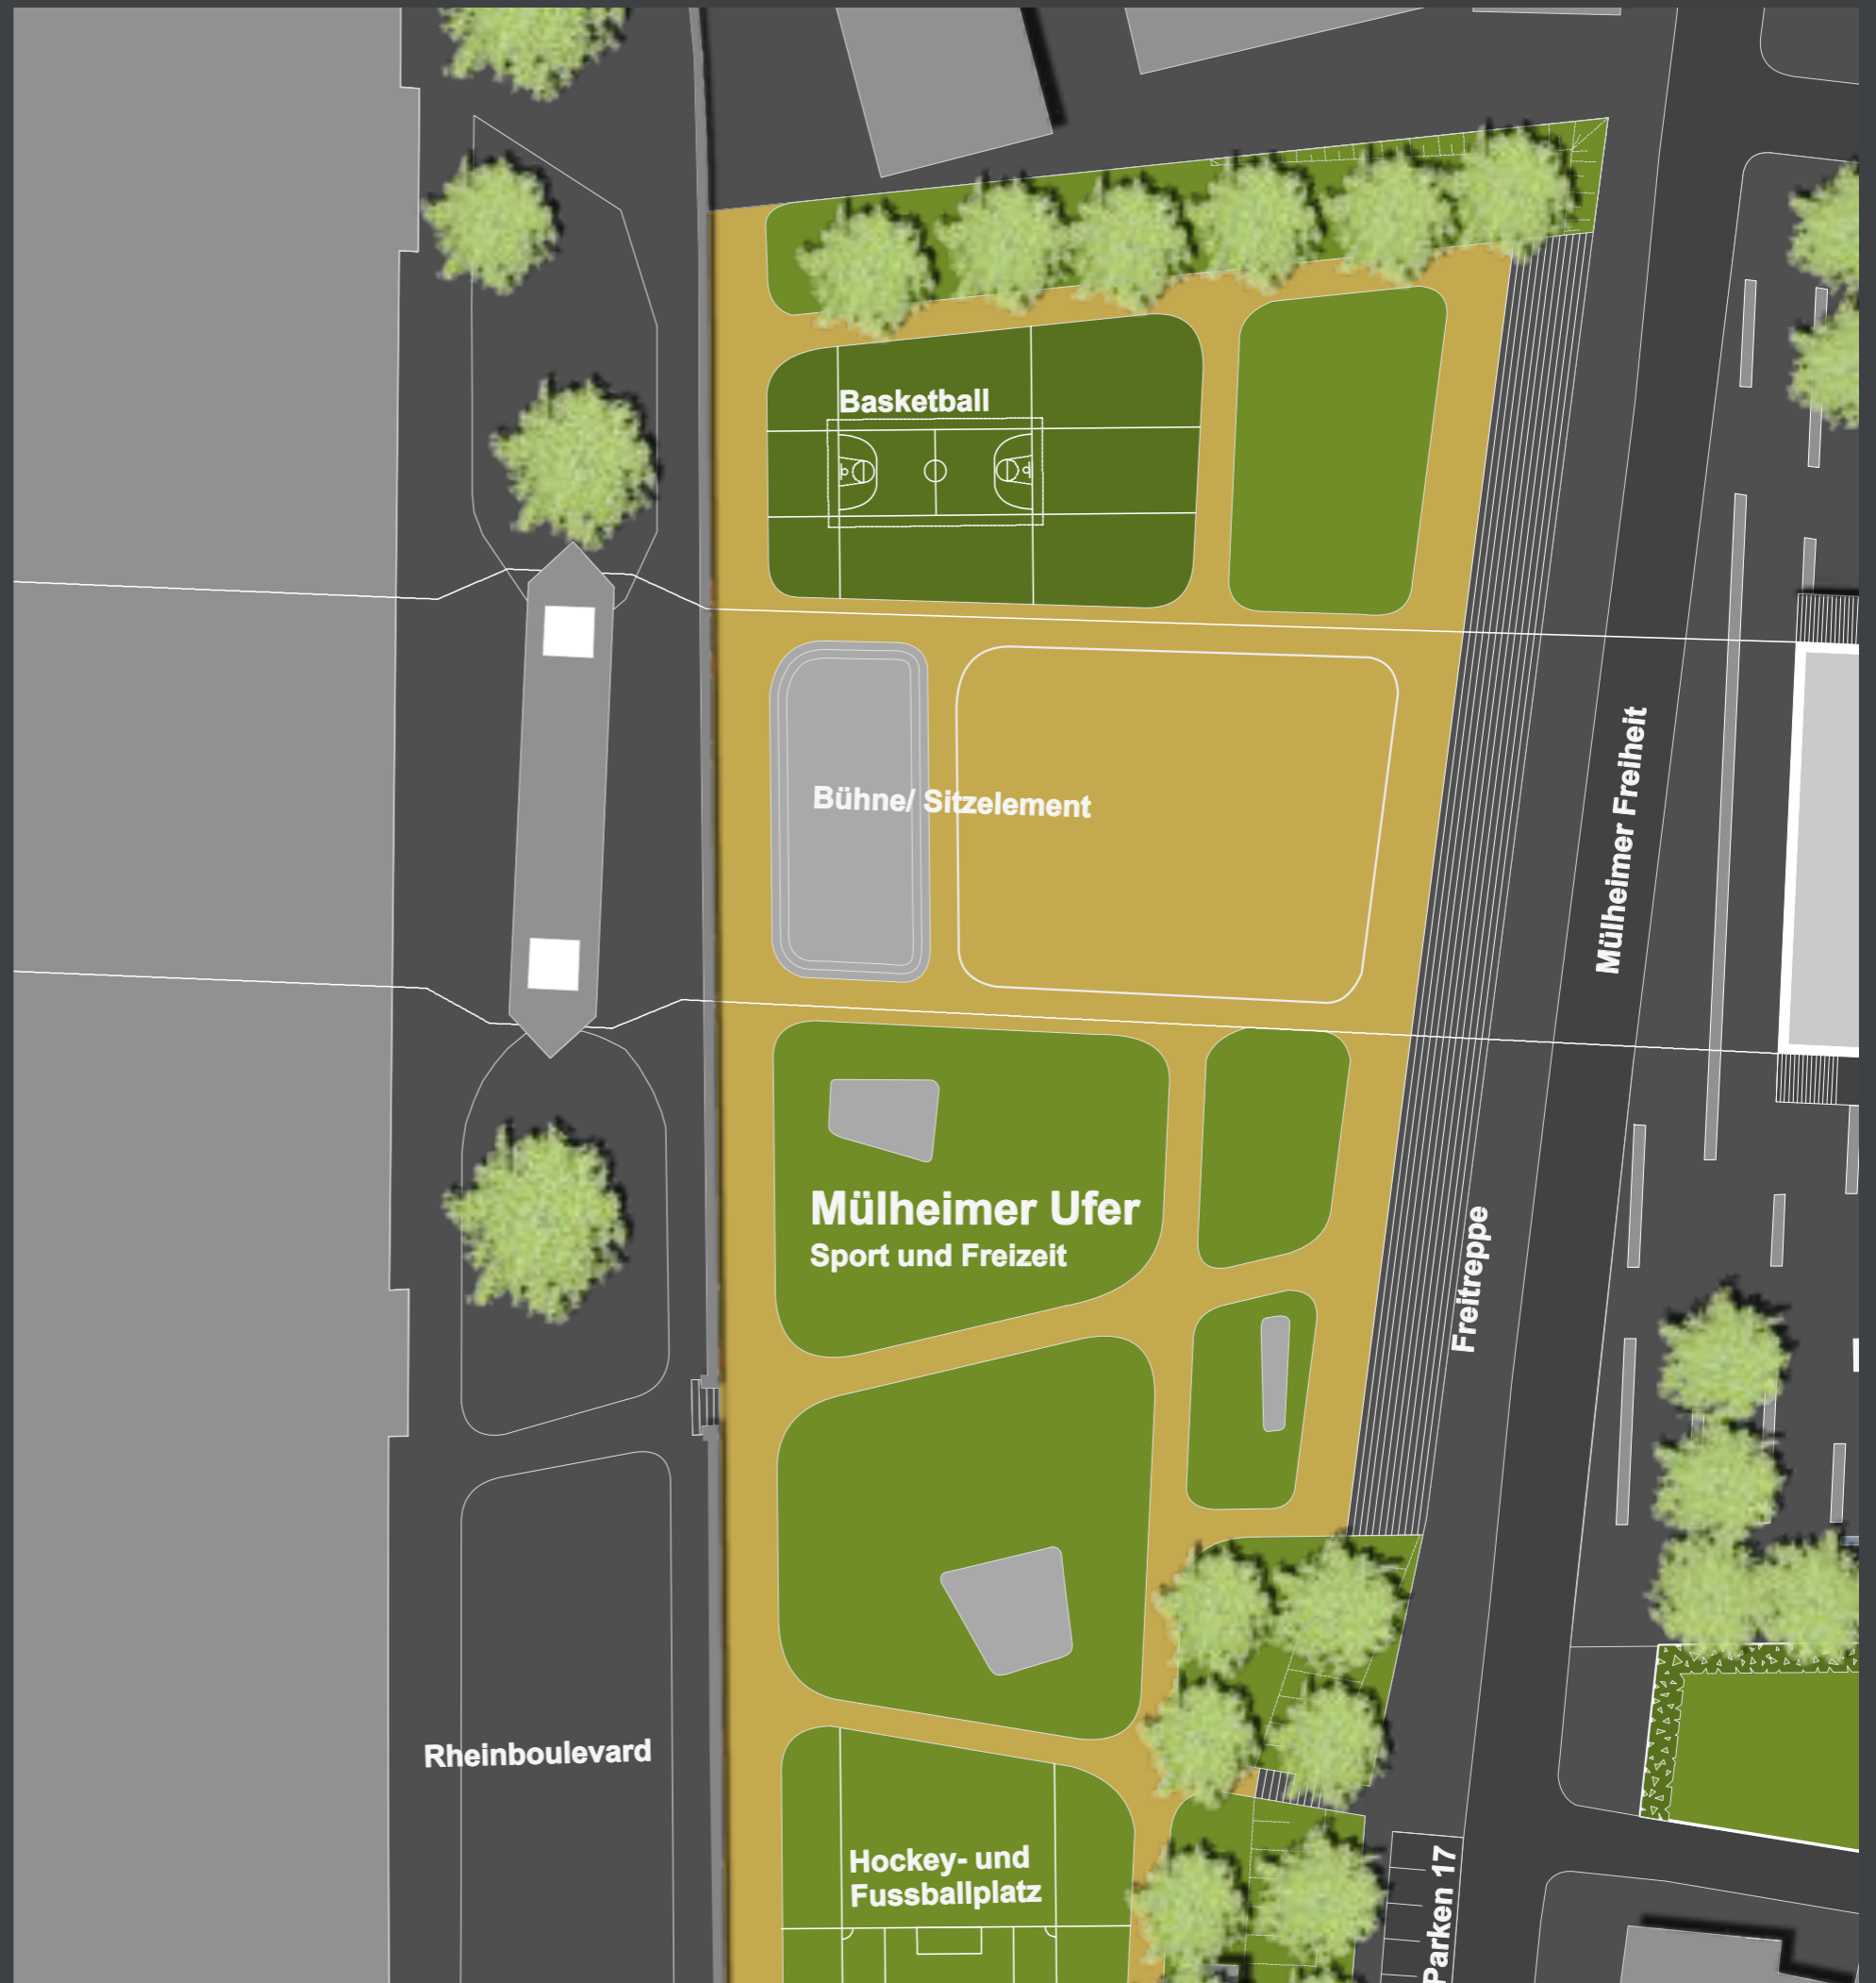 Basketball
Bühne/ Sitzelement
Mülheimer Freiheit
Mülheimer Ufer
Sport und Freizeit
Freitreppe
Rheinboulevard
Hockey- und
Fussballplatz
Parken 17